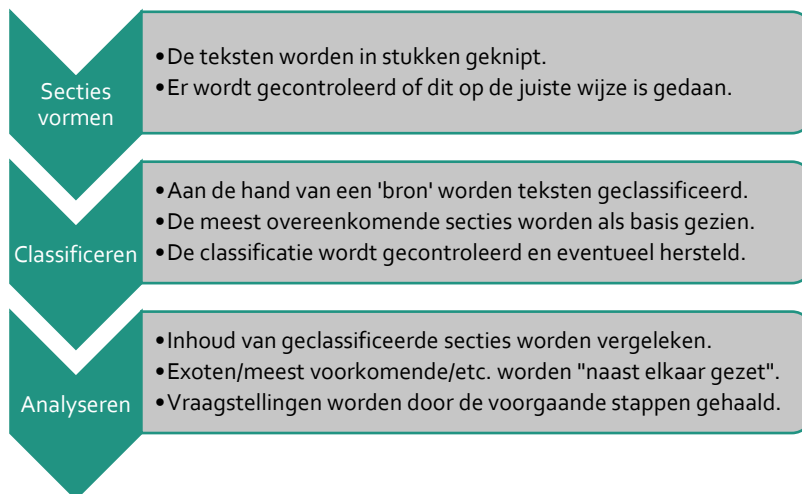 Secties
vormen
•De teksten worden in stukken geknipt.
•Er wordt gecontroleerd of dit op de juiste wijze is gedaan.
Classificeren
•Aan de hand van een 'bron' worden teksten geclassificeerd.
•De meest overeenkomende secties worden als basis gezien.
•De classificatie wordt gecontroleerd en eventueel hersteld.
Analyseren
•Inhoud van geclassificeerde secties worden vergeleken.
•Exoten/meest voorkomende/etc. worden "naast elkaar gezet".
•Vraagstellingen worden door de voorgaande stappen gehaald.